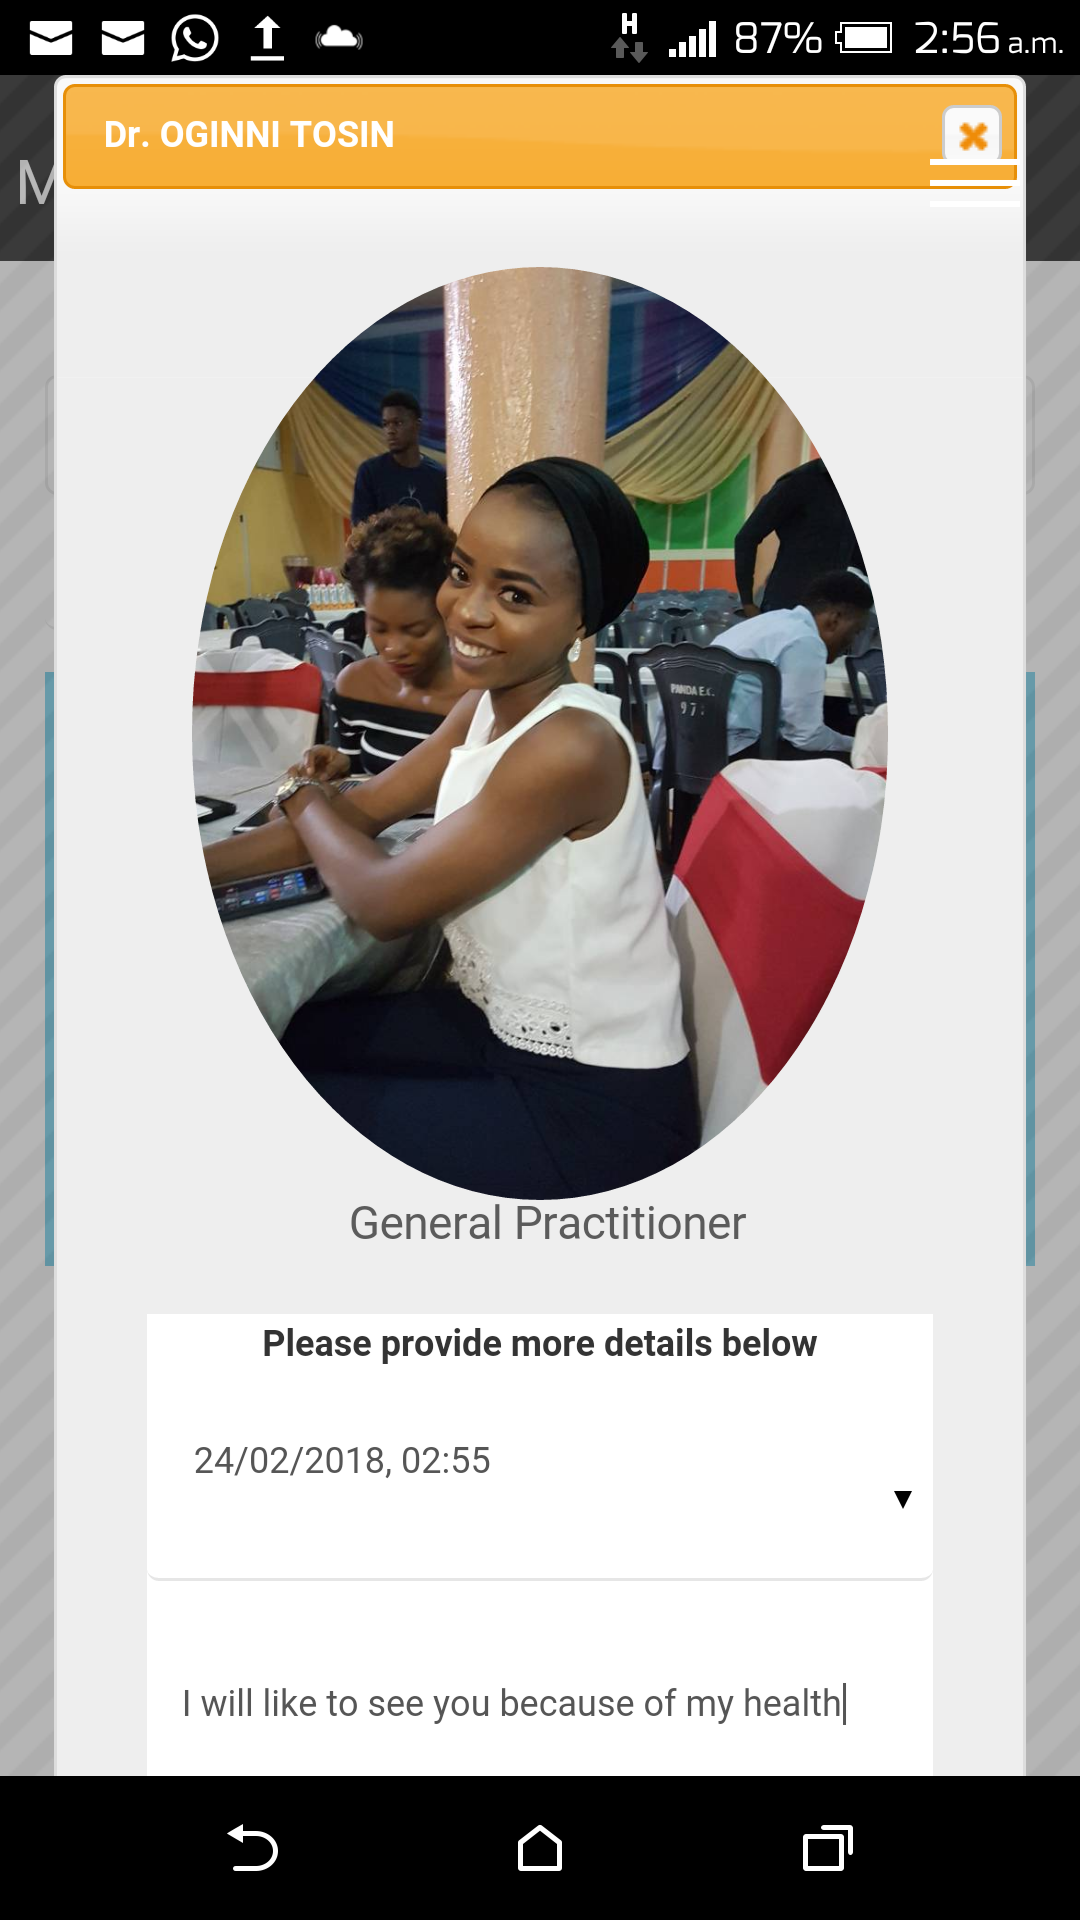 H
87%
2:56 a.m.
Dr. OGINNI TOSIN
M
PANDA E.C.
General Practitioner
Please provide more details below
24/02/2018, 02:55
I will like to see you because of my health